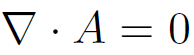 ∇ · A = 0